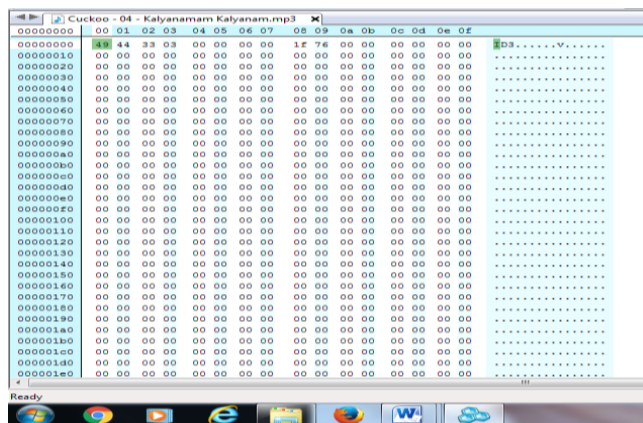 Cuckoo - 04 - Kalyanamam Kalyanam.mp3
00000000 00 01 02 03 04 05 06 07 08 09 0a 0b 0c 0d 0e 0f
00000000 49 44 33 03 00 00 00 00 1f 76 00 00 00 00 00 00 ID3......v......
00000010 00 00 00 00 00 00 00 00 00 00 00 00 00 00 00 00 ................
00000020 00 00 00 00 00 00 00 00 00 00 00 00 00 00 00 00 ................
00000030 00 00 00 00 00 00 00 00 00 00 00 00 00 00 00 00 ................
00000040 00 00 00 00 00 00 00 00 00 00 00 00 00 00 00 00 ................
00000050 00 00 00 00 00 00 00 00 00 00 00 00 00 00 00 00 ................
00000060 00 00 00 00 00 00 00 00 00 00 00 00 00 00 00 00 ................
00000070 00 00 00 00 00 00 00 00 00 00 00 00 00 00 00 00 ................
00000080 00 00 00 00 00 00 00 00 00 00 00 00 00 00 00 00 ................
00000090 00 00 00 00 00 00 00 00 00 00 00 00 00 00 00 00 ................
000000a0 00 00 00 00 00 00 00 00 00 00 00 00 00 00 00 00 ................
000000b0 00 00 00 00 00 00 00 00 00 00 00 00 00 00 00 00 ................
000000c0 00 00 00 00 00 00 00 00 00 00 00 00 00 00 00 00 ................
000000d0 00 00 00 00 00 00 00 00 00 00 00 00 00 00 00 00 ................
000000e0 00 00 00 00 00 00 00 00 00 00 00 00 00 00 00 00 ................
000000f0 00 00 00 00 00 00 00 00 00 00 00 00 00 00 00 00 ................
00000100 00 00 00 00 00 00 00 00 00 00 00 00 00 00 00 00 ................
00000110 00 00 00 00 00 00 00 00 00 00 00 00 00 00 00 00 ................
00000120 00 00 00 00 00 00 00 00 00 00 00 00 00 00 00 00 ................
00000130 00 00 00 00 00 00 00 00 00 00 00 00 00 00 00 00 ................
00000140 00 00 00 00 00 00 00 00 00 00 00 00 00 00 00 00 ................
00000150 00 00 00 00 00 00 00 00 00 00 00 00 00 00 00 00 ................
00000160 00 00 00 00 00 00 00 00 00 00 00 00 00 00 00 00 ................
00000170 00 00 00 00 00 00 00 00 00 00 00 00 00 00 00 00 ................
00000180 00 00 00 00 00 00 00 00 00 00 00 00 00 00 00 00 ................
00000190 00 00 00 00 00 00 00 00 00 00 00 00 00 00 00 00 ................
000001a0 00 00 00 00 00 00 00 00 00 00 00 00 00 00 00 00 ................
000001b0 00 00 00 00 00 00 00 00 00 00 00 00 00 00 00 00 ................
000001c0 00 00 00 00 00 00 00 00 00 00 00 00 00 00 00 00 ................
000001d0 00 00 00 00 00 00 00 00 00 00 00 00 00 00 00 00 ................
000001e0 00 00 00 00 00 00 00 00 00 00 00 00 00 00 00 00 ................
Ready